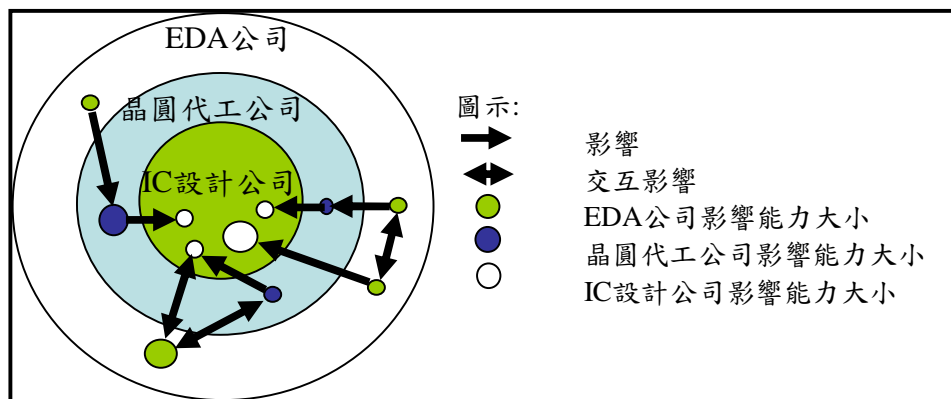 EDA公司
晶圓代工公司
IC設計公司
圖示:
影響
交互影響
EDA公司影響能力大小
晶圓代工公司影響能力大小
IC設計公司影響能力大小